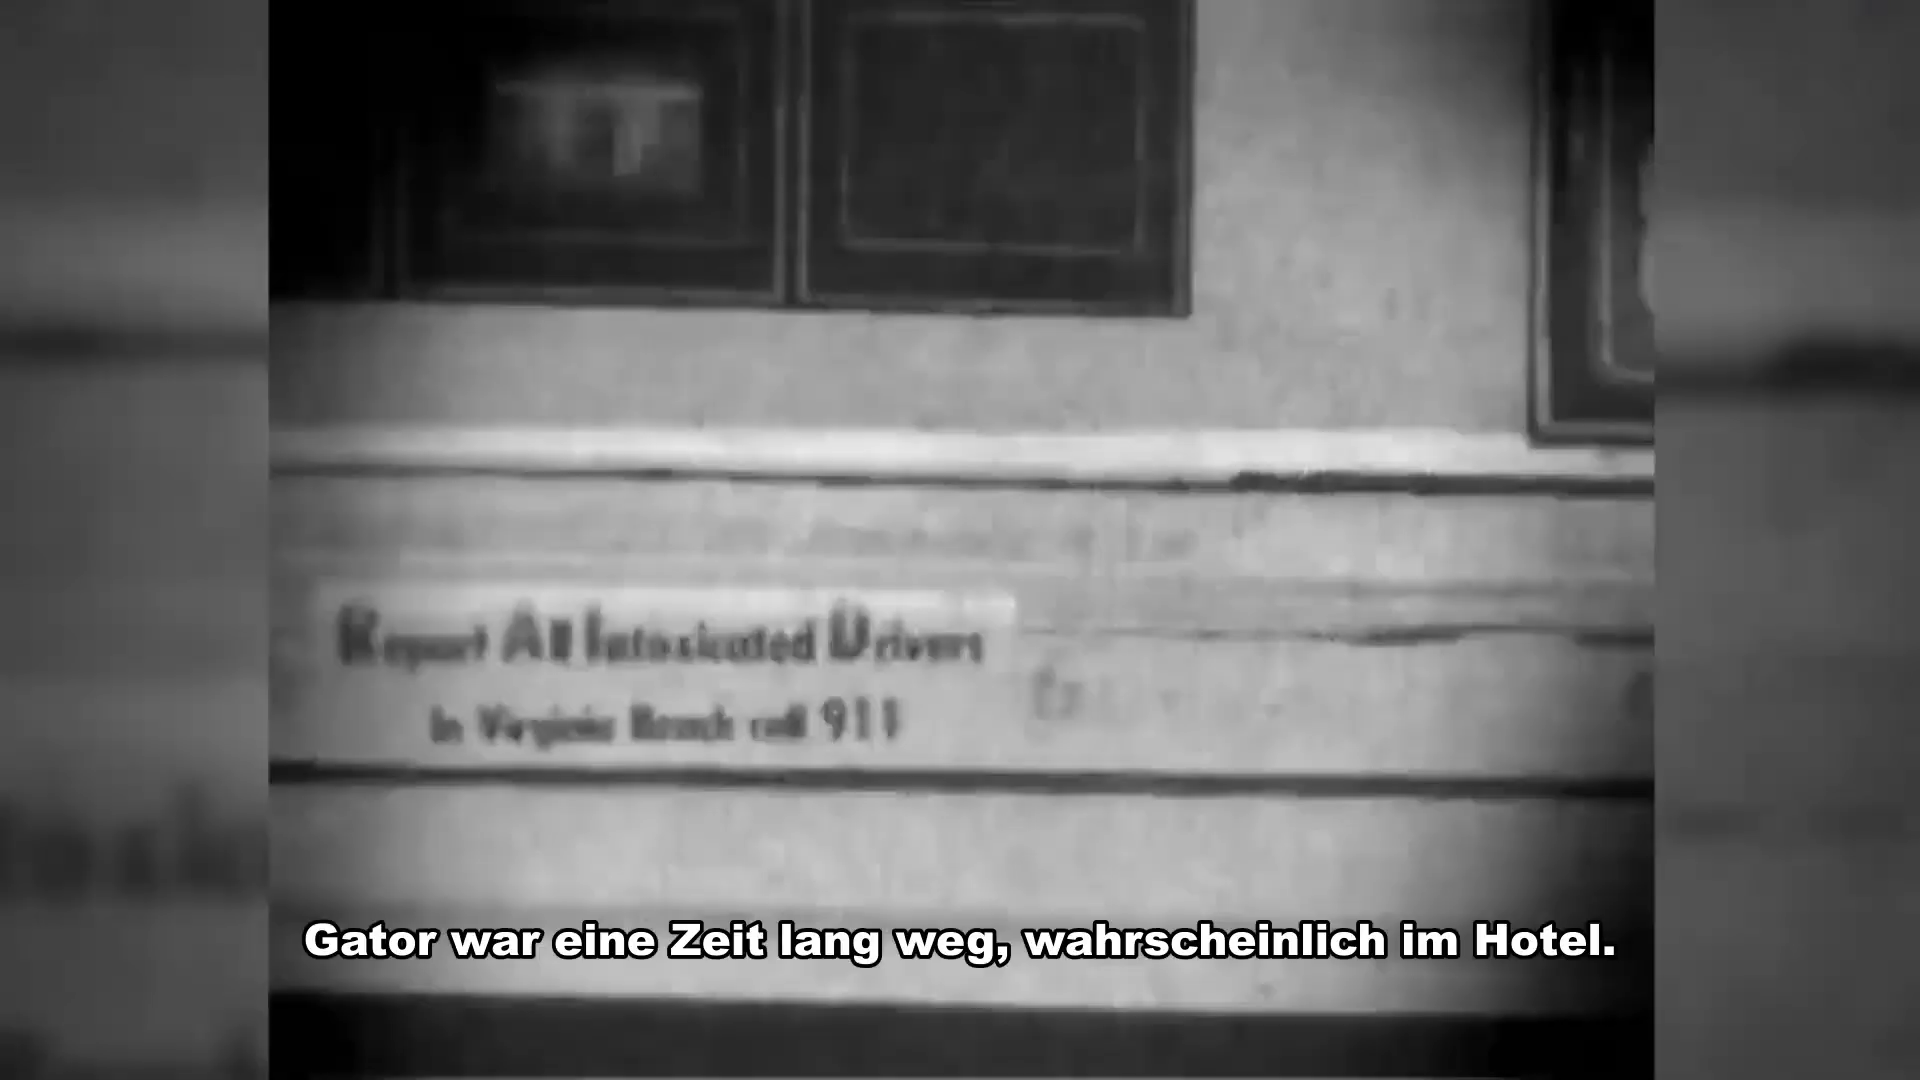 Report All Intoxicated Drivers
In Virginia Beach call 911
Gator war eine Zeit lang weg, wahrscheinlich im Hotel.